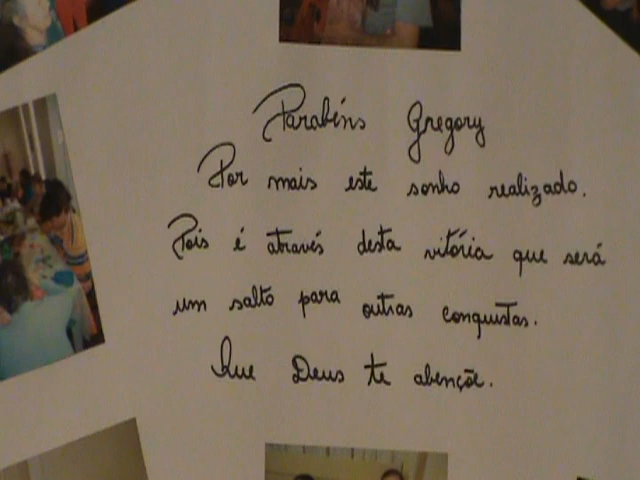 Parabéns Gregory
Por mais este sonho realizado.
Pois é através desta vitória que será
um salto para outras conquistas.
Que Deus te abençõe.